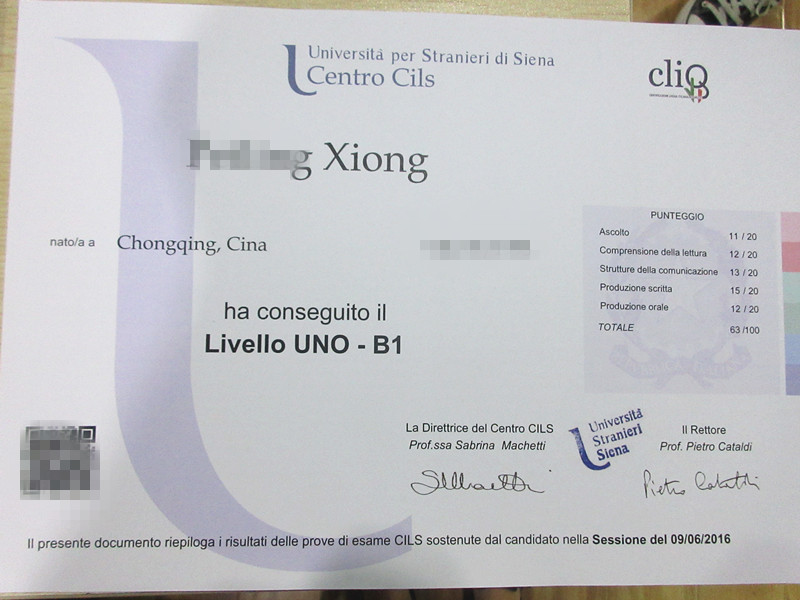 Università per Stranieri di Siena
Centro Cils
cliQ
Xiong
nato/a a Chongqing, Cina
PUNTEGGIO
Ascolto 11 / 20
Comprensione della lettura 12 / 20
Strutture della comunicazione 13 / 20
Produzione scritta 15 / 20
Produzione orale 12 / 20
TOTALE 63 /100
ha conseguito il
Livello UNO - B1
La Direttrice del Centro CILS
Prof.ssa Sabrina Machetti
Università
Stranieri
Siena
Il Rettore
Prof. Pietro Cataldi
Pietro Cataldi
Il presente documento riepiloga i risultati delle prove di esame CILS sostenute dal candidato nella Sessione del 09/06/2016